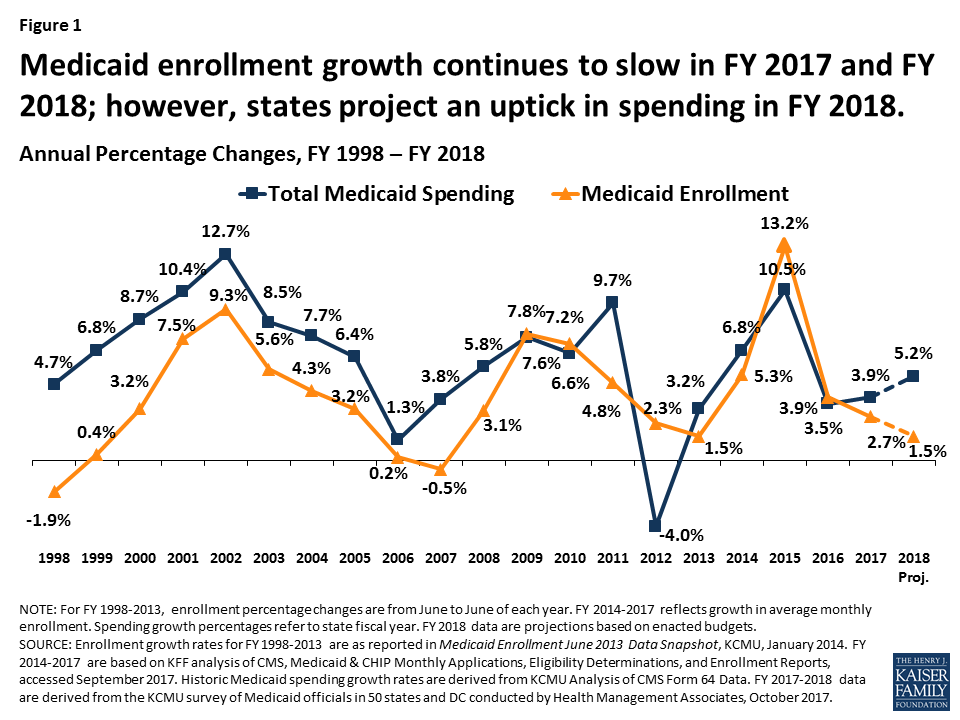 Figure 1
Medicaid enrollment growth continues to slow in FY 2017 and FY
2018; however, states project an uptick in spending in FY 2018.
Annual Percentage Changes, FY 1998 – FY 2018
Total Medicaid Spending Medicaid Enrollment
13.2%
12.7%
10.4%
10.5%
9.7%
8.7%
9.3%
8.5%
7.8%
7.2%
7.7%
6.8%
7.5%
6.8%
6.4%
5.6%
5.8%
5.2%
4.7%
7.6%
4.3%
3.8%
6.6%
3.2%
5.3%
3.9%
3.2%
3.2%
1.3%
4.8%
2.3%
3.9%
0.4%
3.1%
3.5%
1.5%
2.7%
1.5%
0.2%
-0.5%
-1.9%
-4.0%
1998 1999 2000 2001 2002 2003 2004 2005 2006 2007 2008 2009 2010 2011 2012 2013 2014 2015 2016 2017 2018
Proj.
NOTE: For FY 1998-2013, enrollment percentage changes are from June to June of each year. FY 2014-2017 reflects growth in average monthly
enrollment. Spending growth percentages refer to state fiscal year. FY 2018 data are projections based on enacted budgets.
SOURCE: Enrollment growth rates for FY 1998-2013 are as reported in Medicaid Enrollment June 2013 Data Snapshot, KCMU, January 2014. FY
2014-2017 are based on KFF analysis of CMS, Medicaid & CHIP Monthly Applications, Eligibility Determinations, and Enrollment Reports,
accessed September 2017. Historic Medicaid spending growth rates are derived from KCMU Analysis of CMS Form 64 Data. FY 2017-2018 data
are derived from the KCMU survey of Medicaid officials in 50 states and DC conducted by Health Management Associates, October 2017.
THE HENRY J.
KAISER
FAMILY
FOUNDATION